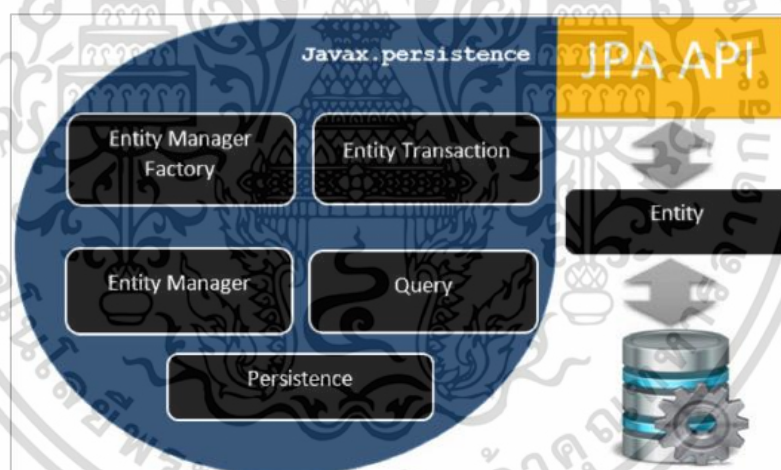 Javax.persistence
JPA API
Entity Manager
Factory
Entity Transaction
Entity
Entity Manager
Query
Persistence